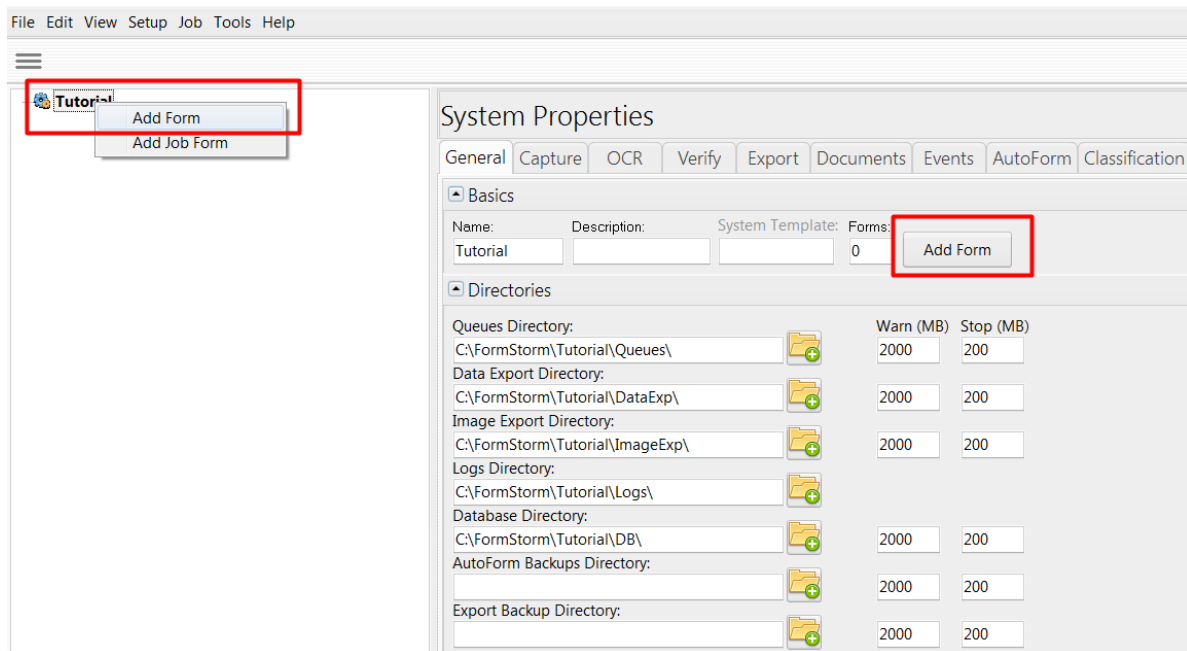 File Edit View Setup Job Tools Help
Tutorial
Add Form
Add Job Form
System Properties
General Capture OCR Verify Export Documents Events AutoForm Classification
Basics
Name: Description: System Template: Forms:
Tutorial 0 Add Form
Directories
Queues Directory: Warn (MB) Stop (MB)
C:\FormStorm\Tutorial\Queues\ 2000 200
Data Export Directory:
C:\FormStorm\Tutorial\DataExp\ 2000 200
Image Export Directory:
C:\FormStorm\Tutorial\ImageExp\ 2000 200
Logs Directory:
C:\FormStorm\Tutorial\Logs\
Database Directory:
C:\FormStorm\Tutorial\DB\ 2000 200
AutoForm Backups Directory:
2000 200
Export Backup Directory:
2000 200